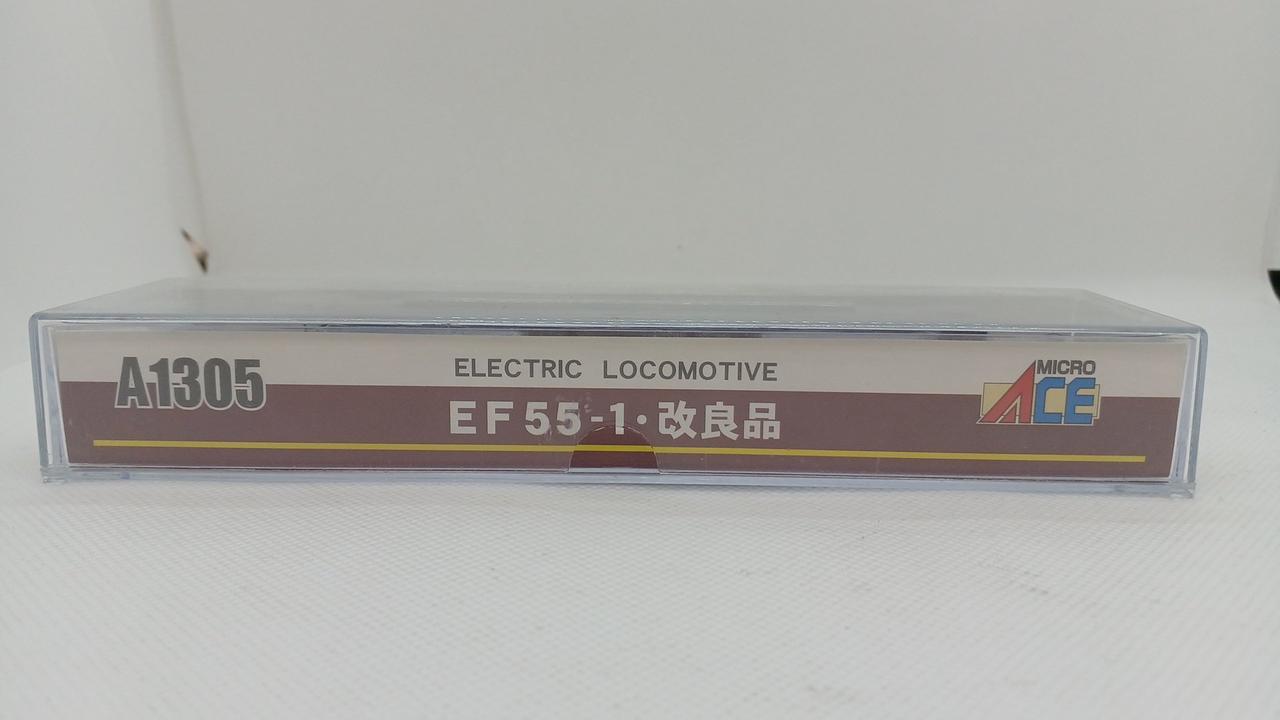 A1305
ELECTRIC LOCOMOTIVE
EF55-1・改良品
MICRO
ACE